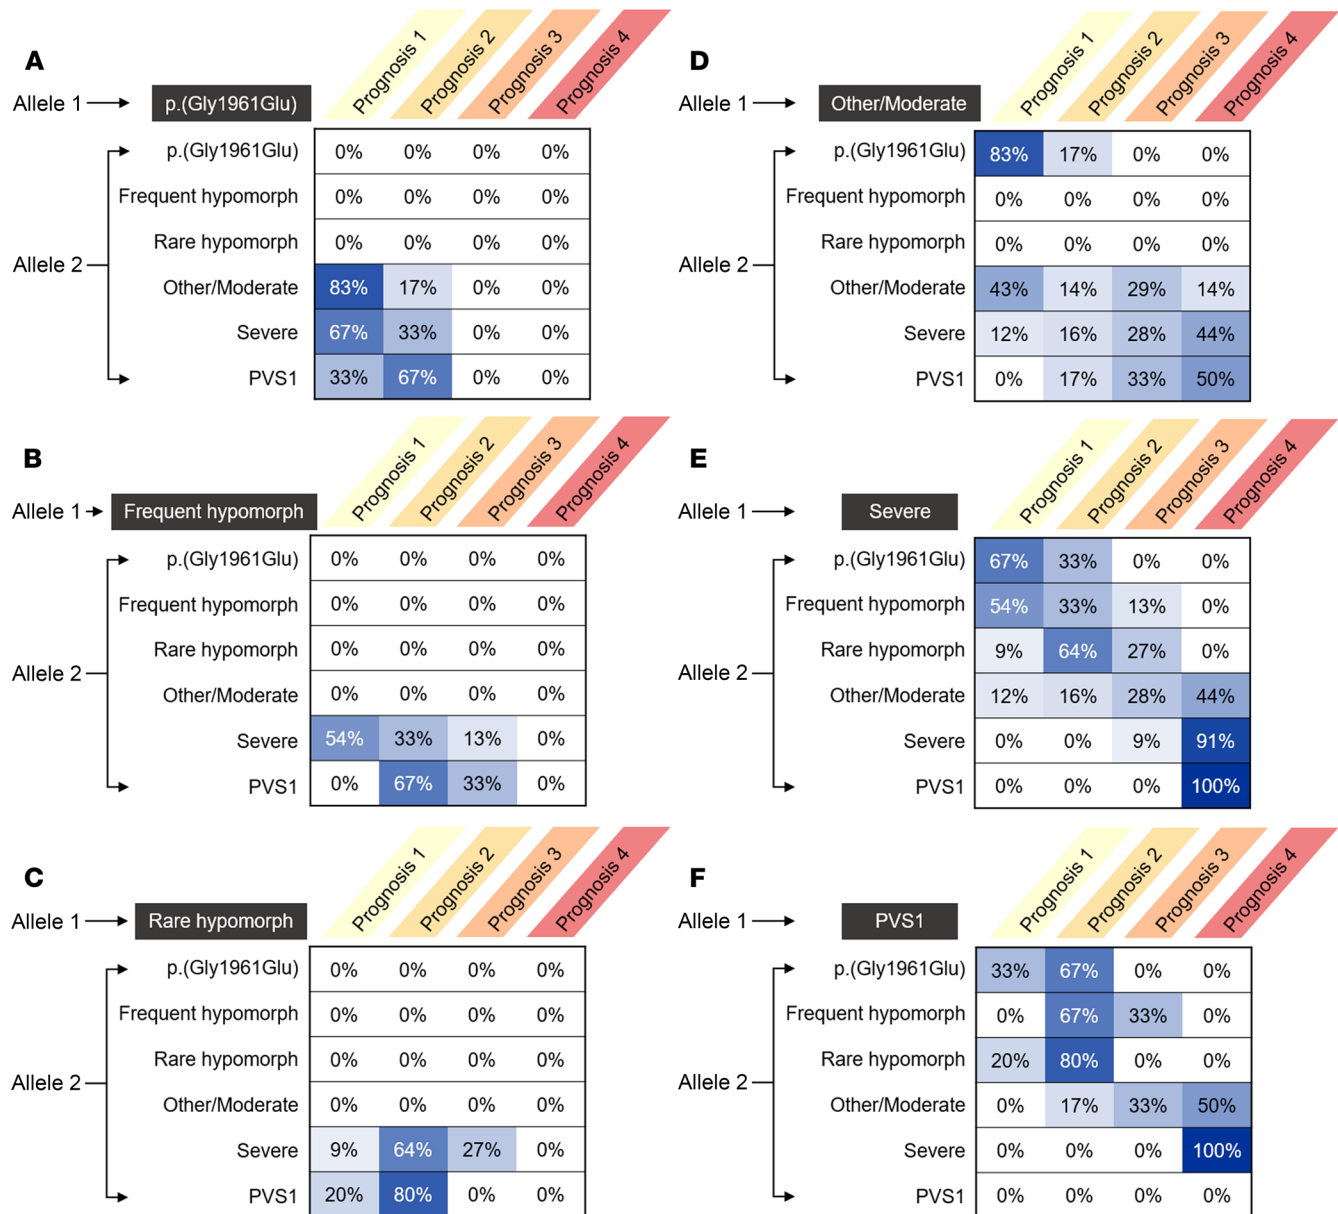 A
Prognosis 1 Prognosis 2 Prognosis 3 Prognosis 4
Allele 1 p.(Gly1961Glu)
p.(Gly1961Glu) 0% 0% 0% 0%
Frequent hypomorph 0% 0% 0% 0%
Rare hypomorph 0% 0% 0% 0%
Allele 2
Other/Moderate 83% 17% 0% 0%
Severe 67% 33% 0% 0%
PVS1 33% 67% 0% 0%
B
Prognosis 1 Prognosis 2 Prognosis 3 Prognosis 4
Allele 1 Frequent hypomorph
p.(Gly1961Glu) 0% 0% 0% 0%
Frequent hypomorph 0% 0% 0% 0%
Rare hypomorph 0% 0% 0% 0%
Allele 2
Other/Moderate 0% 0% 0% 0%
Severe 54% 33% 13% 0%
PVS1 0% 67% 33% 0%
C
Prognosis 1 Prognosis 2 Prognosis 3 Prognosis 4
Allele 1 Rare hypomorph
p.(Gly1961Glu) 0% 0% 0% 0%
Frequent hypomorph 0% 0% 0% 0%
Rare hypomorph 0% 0% 0% 0%
Allele 2
Other/Moderate 0% 0% 0% 0%
Severe 9% 64% 27% 0%
PVS1 20% 80% 0% 0%
D
Prognosis 1 Prognosis 2 Prognosis 3 Prognosis 4
Allele 1 Other/Moderate
p.(Gly1961Glu) 83% 17% 0% 0%
Frequent hypomorph 0% 0% 0% 0%
Rare hypomorph 0% 0% 0% 0%
Allele 2
Other/Moderate 43% 14% 29% 14%
Severe 12% 16% 28% 44%
PVS1 0% 17% 33% 50%
E
Prognosis 1 Prognosis 2 Prognosis 3 Prognosis 4
Allele 1 Severe
p.(Gly1961Glu) 67% 33% 0% 0%
Frequent hypomorph 54% 33% 13% 0%
Rare hypomorph 9% 64% 27% 0%
Allele 2
Other/Moderate 12% 16% 28% 44%
Severe 0% 0% 9% 91%
PVS1 0% 0% 0% 100%
F
Prognosis 1 Prognosis 2 Prognosis 3 Prognosis 4
Allele 1 PVS1
p.(Gly1961Glu) 33% 67% 0% 0%
Frequent hypomorph 0% 67% 33% 0%
Rare hypomorph 20% 80% 0% 0%
Allele 2
Other/Moderate 0% 17% 33% 50%
Severe 0% 0% 0% 100%
PVS1 0% 0% 0% 0%